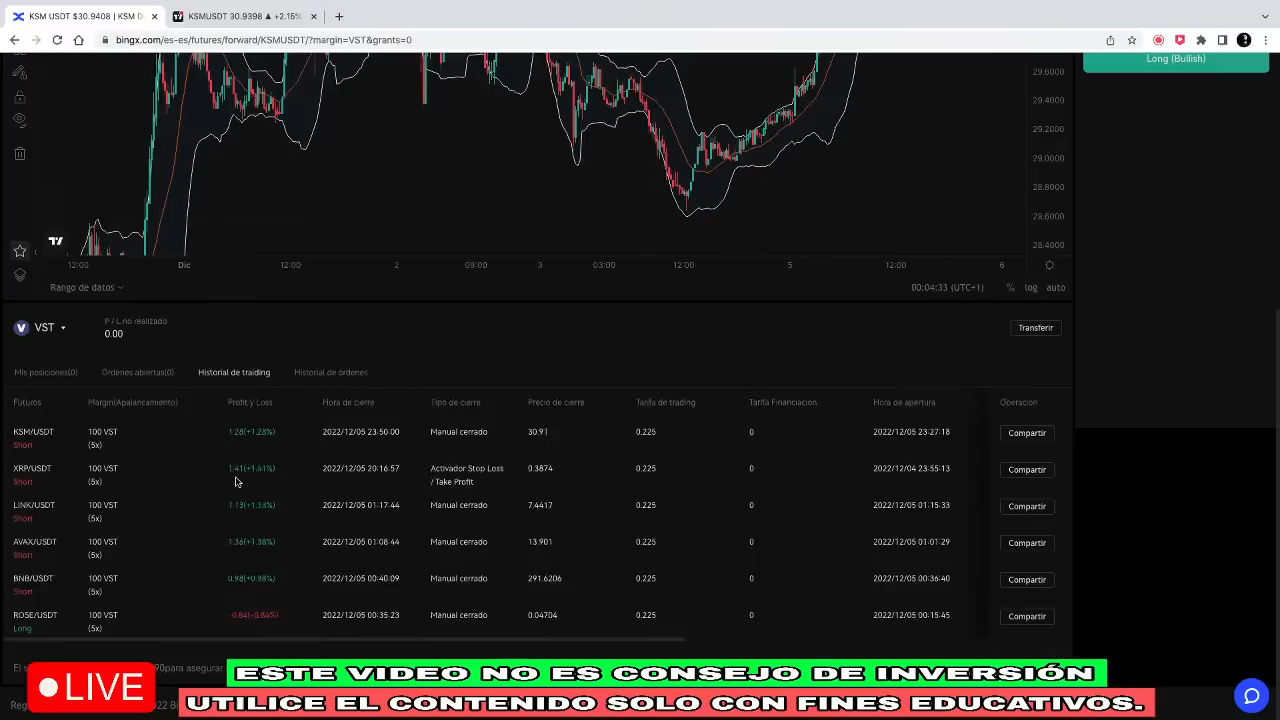 KSM USDT $30.9408 | KSM D
KSMUSDT 30.9398 ▲ +2.15%
bingx.com/es-es/futures/forward/KSMUSDT/?margin=VST&grants=0
Long (Bullish)
29.6000
29.4000
29.2000
29.0000
28.8000
28.6000
28.4000
12:00 Dic 12:00 2 09:00 3 03:00 12:00 5 12:00 6
Rango de datos
00:04:33 (UTC+1) % log auto
VST
P / L no realizado
0.00
Transferir
Mis posiciones(0) Órdenes abiertas(0) Historial de traiding Historial de órdenes
Futuros Margin(Apalancamiento) Profit y Loss Hora de cierre Tipo de cierre Precio de cierre Tarifa de trading Tarifa Financiación Hora de apertura Operación
KSM/USDT 100 VST 1.28(+1.28%) 2022/12/05 23:50:00 Manual cerrado 30.91 0.225 0 2022/12/05 23:27:18 Compartir
Short (5x)
XRP/USDT 100 VST 1.41(+1.41%) 2022/12/05 20:16:57 Activador Stop Loss 0.3874 0.225 0 2022/12/04 23:55:13 Compartir
Short (5x) / Take Profit
LINK/USDT 100 VST 1.13(+1.13%) 2022/12/05 01:17:44 Manual cerrado 7.4417 0.225 0 2022/12/05 01:15:33 Compartir
Short (5x)
AVAX/USDT 100 VST 1.36(+1.38%) 2022/12/05 01:08:44 Manual cerrado 13.901 0.225 0 2022/12/05 01:01:29 Compartir
Short (5x)
BNB/USDT 100 VST 0.98(+0.98%) 2022/12/05 00:40:09 Manual cerrado 291.6206 0.225 0 2022/12/05 00:36:40 Compartir
Short (5x)
ROSE/USDT 100 VST -0.84(-0.84%) 2022/12/05 00:35:23 Manual cerrado 0.04704 0.225 0 2022/12/05 00:15:45 Compartir
Long (5x)
El s 90para asegurar
LIVE
ESTE VIDEO NO ES CONSEJO DE INVERSIÓN
UTILICE EL CONTENIDO SOLO CON FINES EDUCATIVOS.